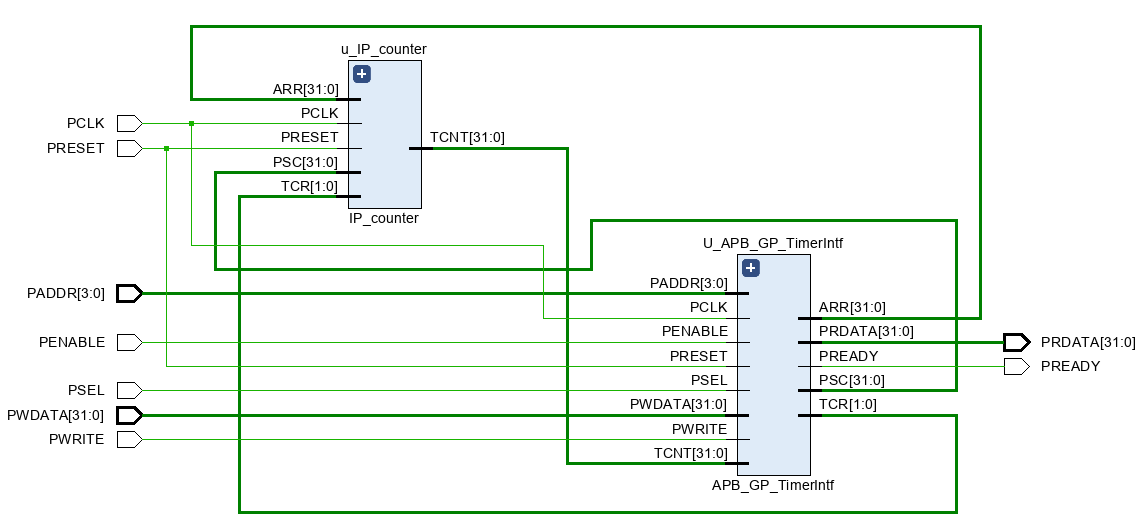 u_IP_counter
ARR[31:0]
PCLK
PRESET
PSC[31:0]
TCR[1:0]
TCNT[31:0]
IP_counter
PCLK
PRESET
PADDR[3:0]
PENABLE
PSEL
PWDATA[31:0]
PWRITE
U_APB_GP_TimerIntf
PADDR[3:0]
PCLK
PENABLE
PRESET
PSEL
PWDATA[31:0]
PWRITE
TCNT[31:0]
ARR[31:0]
PRDATA[31:0]
PREADY
PSC[31:0]
TCR[1:0]
APB_GP_TimerIntf
PRDATA[31:0]
PREADY